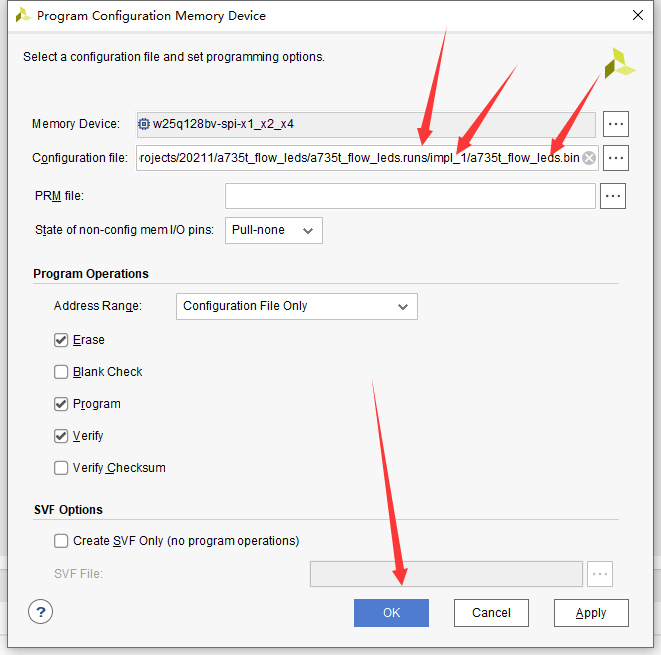 Program Configuration Memory Device
Select a configuration file and set programming options.
Memory Device: w25q128bv-spi-x1_x2_x4 ...
Configuration file: rojects/20211/a735t_flow_leds/a735t_flow_leds.runs/impl_1/a735t_flow_leds.bin ...
PRM file: ...
State of non-config mem I/O pins: Pull-none
Program Operations
Address Range: Configuration File Only
Erase
Blank Check
Program
Verify
Verify Checksum
SVF Options
Create SVF Only (no program operations)
SVF File: ...
? OK Cancel Apply